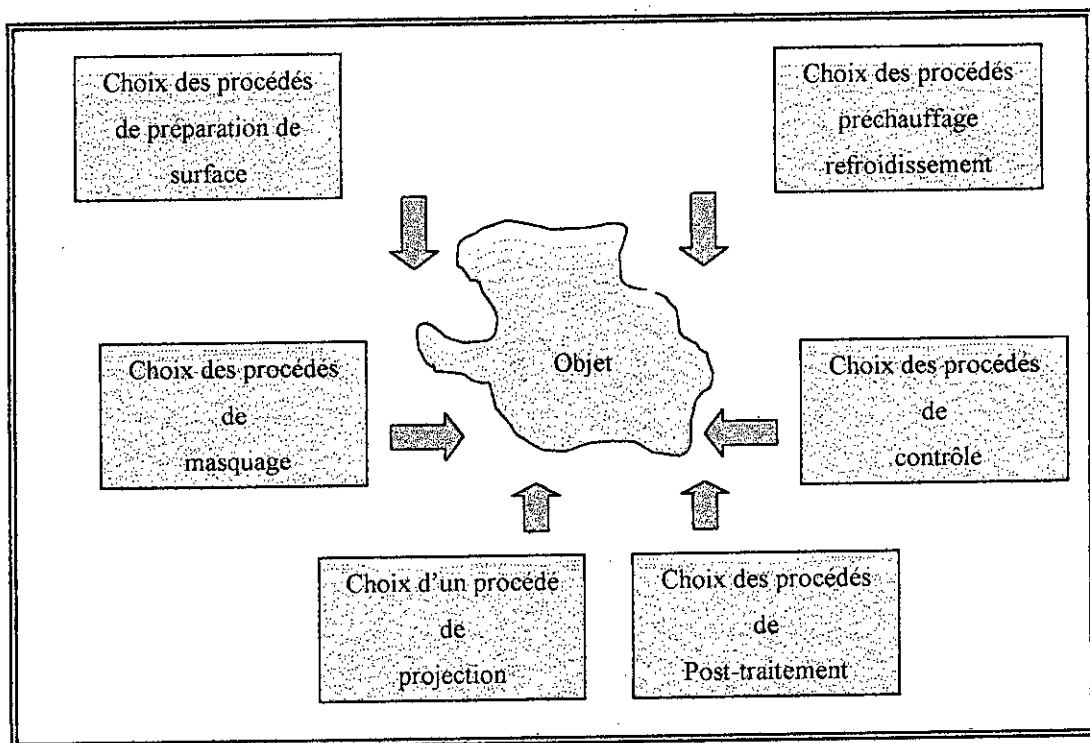 Choix des procédés
de préparation de
surface
Choix des procédés
préchauffage
refroidissement
Objet
Choix des procédés
de
masquage
Choix des procédés
de
contrôle
Choix d'un procédé
de
projection
Choix des procédés
de
Post-traitement